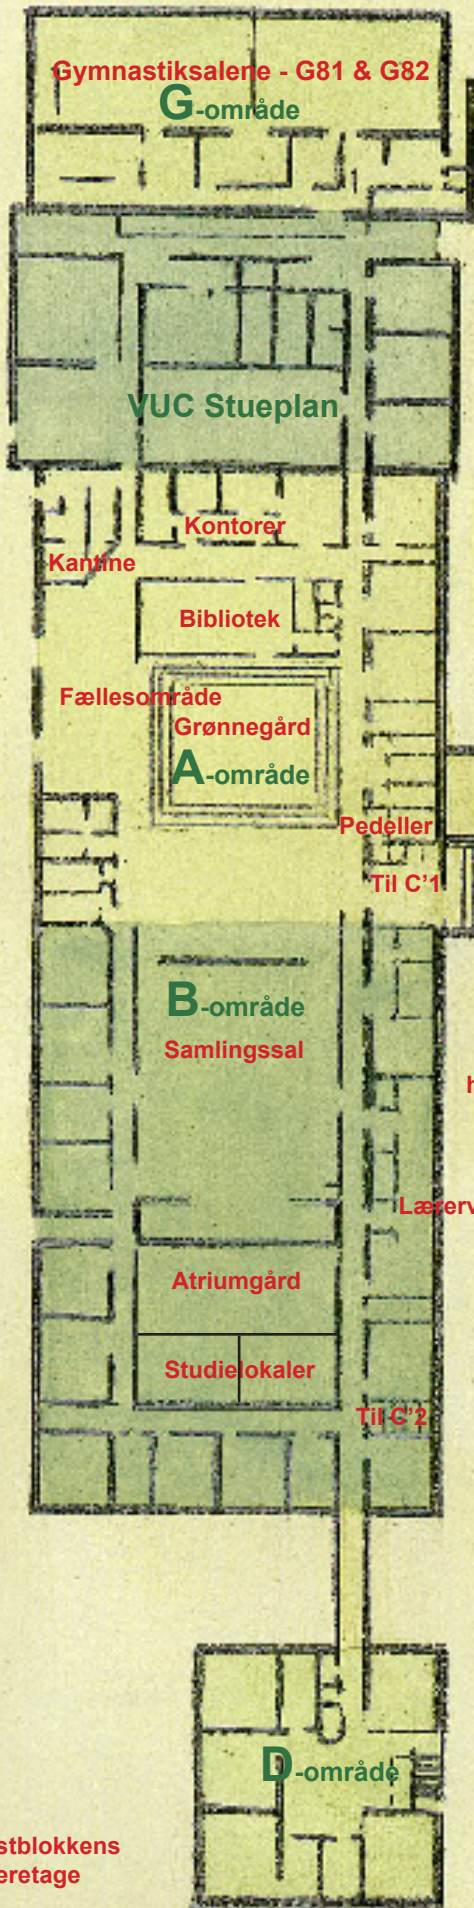 Gymnastiksalene - G81 & G82
G-område
VUC Stueplan
Kontorer
Kantine
Bibliotek
Fællesområde
Grønnegård
A-område
Pedeller
Til C'1
B-område
Samlingssal
Atriumgård
Studielokaler
Til C'2
D-område